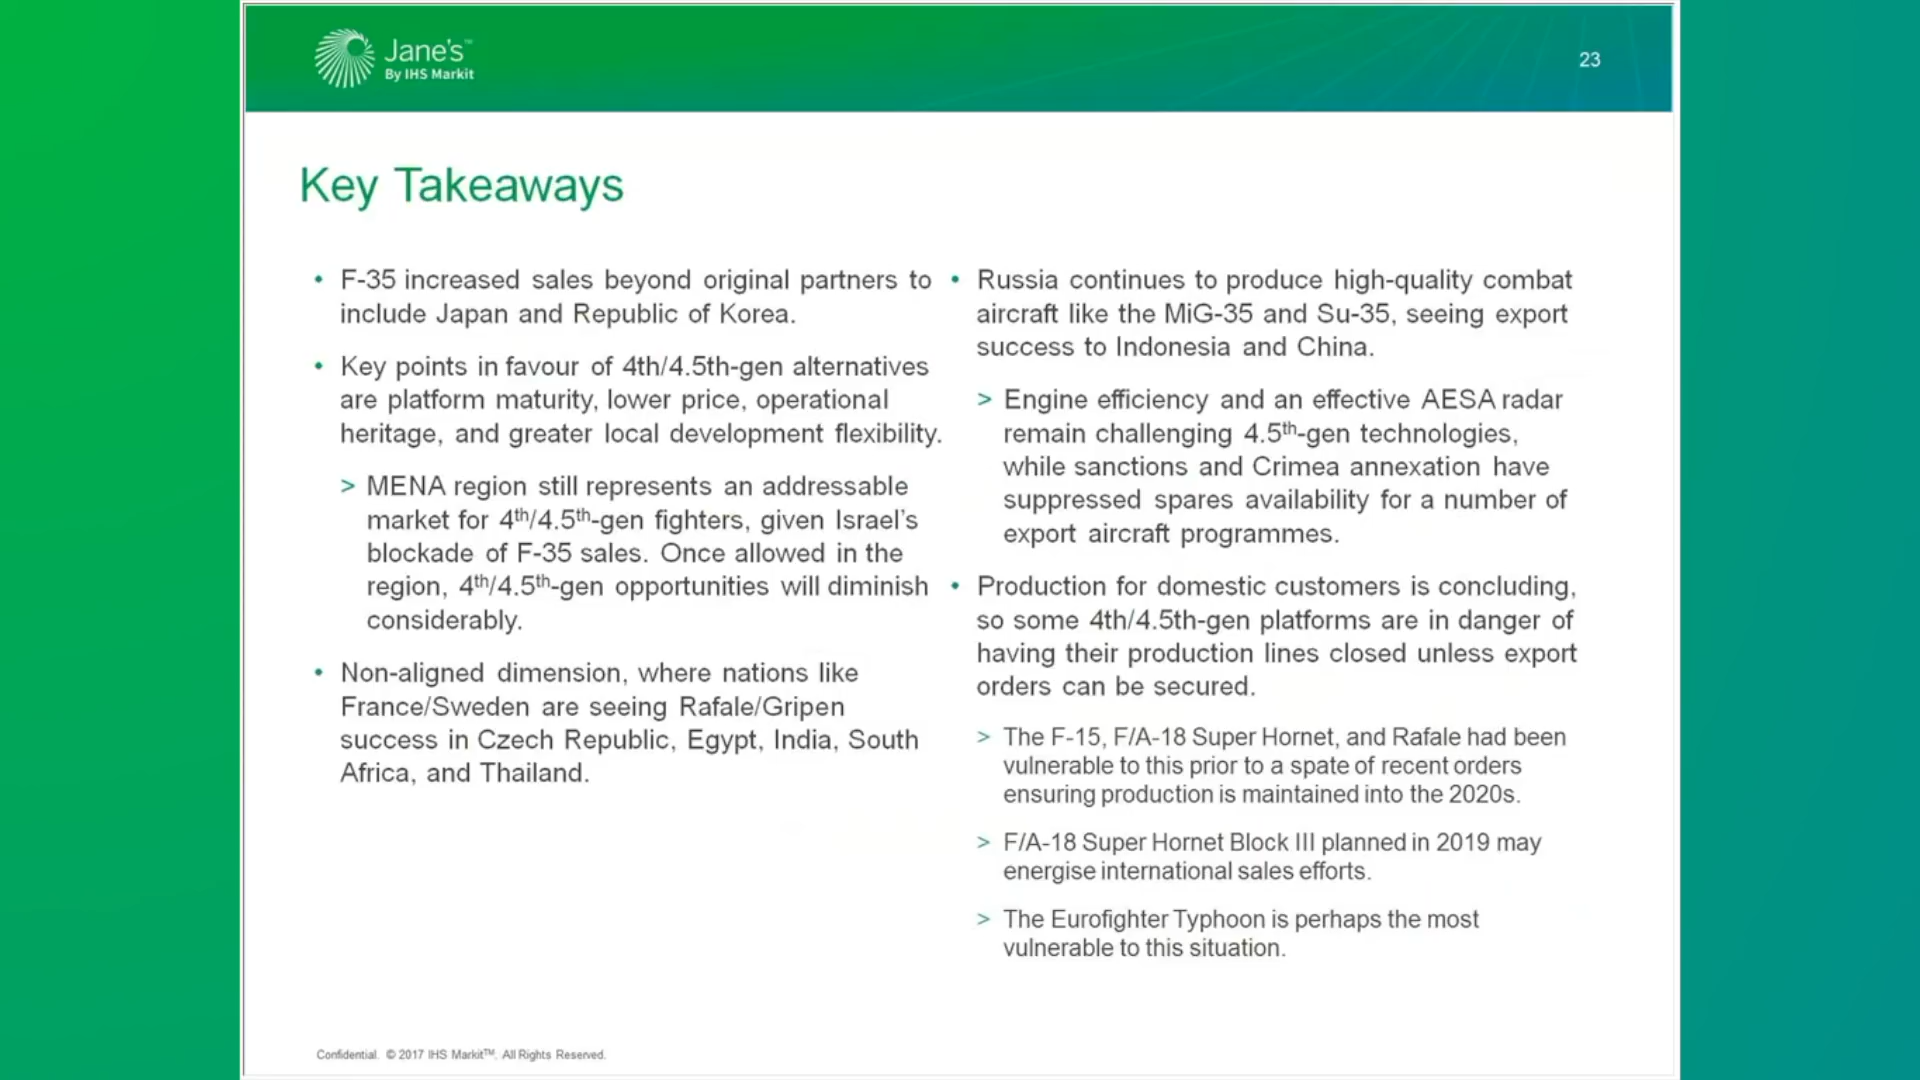 Jane's™
By IHS Markit
23
Key Takeaways
• F-35 increased sales beyond original partners to
include Japan and Republic of Korea.
• Key points in favour of 4th/4.5th-gen alternatives
are platform maturity, lower price, operational
heritage, and greater local development flexibility.
> MENA region still represents an addressable
market for 4th/4.5th-gen fighters, given Israel's
blockade of F-35 sales. Once allowed in the
region, 4th/4.5th-gen opportunities will diminish
considerably.
• Non-aligned dimension, where nations like
France/Sweden are seeing Rafale/Gripen
success in Czech Republic, Egypt, India, South
Africa, and Thailand.
• Russia continues to produce high-quality combat
aircraft like the MiG-35 and Su-35, seeing export
success to Indonesia and China.
> Engine efficiency and an effective AESA radar
remain challenging 4.5th-gen technologies,
while sanctions and Crimea annexation have
suppressed spares availability for a number of
export aircraft programmes.
• Production for domestic customers is concluding,
so some 4th/4.5th-gen platforms are in danger of
having their production lines closed unless export
orders can be secured.
> The F-15, F/A-18 Super Hornet, and Rafale had been
vulnerable to this prior to a spate of recent orders
ensuring production is maintained into the 2020s.
> F/A-18 Super Hornet Block III planned in 2019 may
energise international sales efforts.
> The Eurofighter Typhoon is perhaps the most
vulnerable to this situation.
Confidential. © 2017 IHS Markit™. All Rights Reserved.